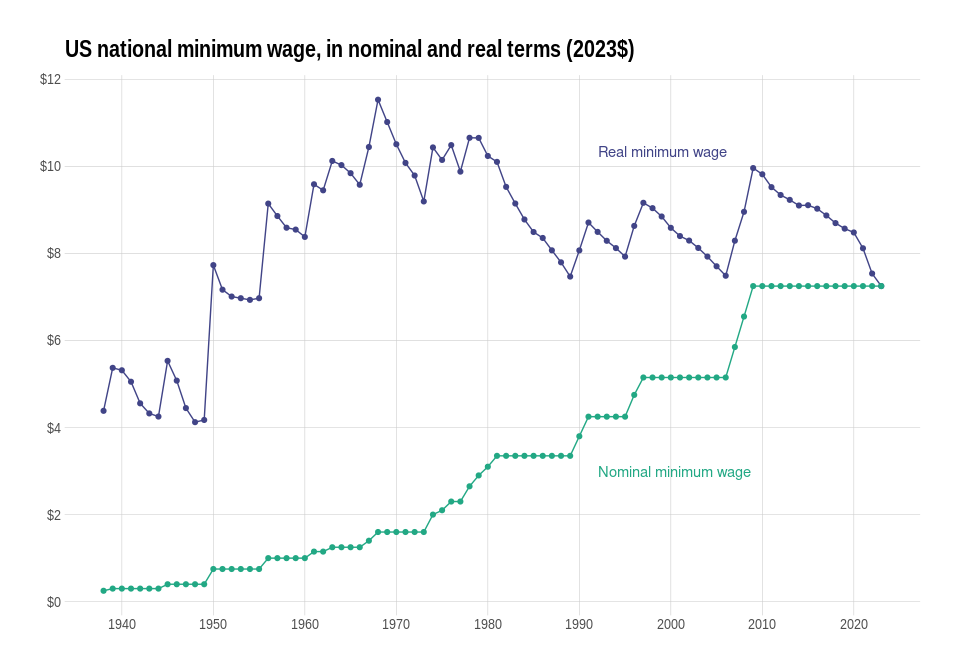 US national minimum wage, in nominal and real terms (2023$)
$12
$10
$8
$6
$4
$2
$0
Real minimum wage
Nominal minimum wage
1940 1950 1960 1970 1980 1990 2000 2010 2020